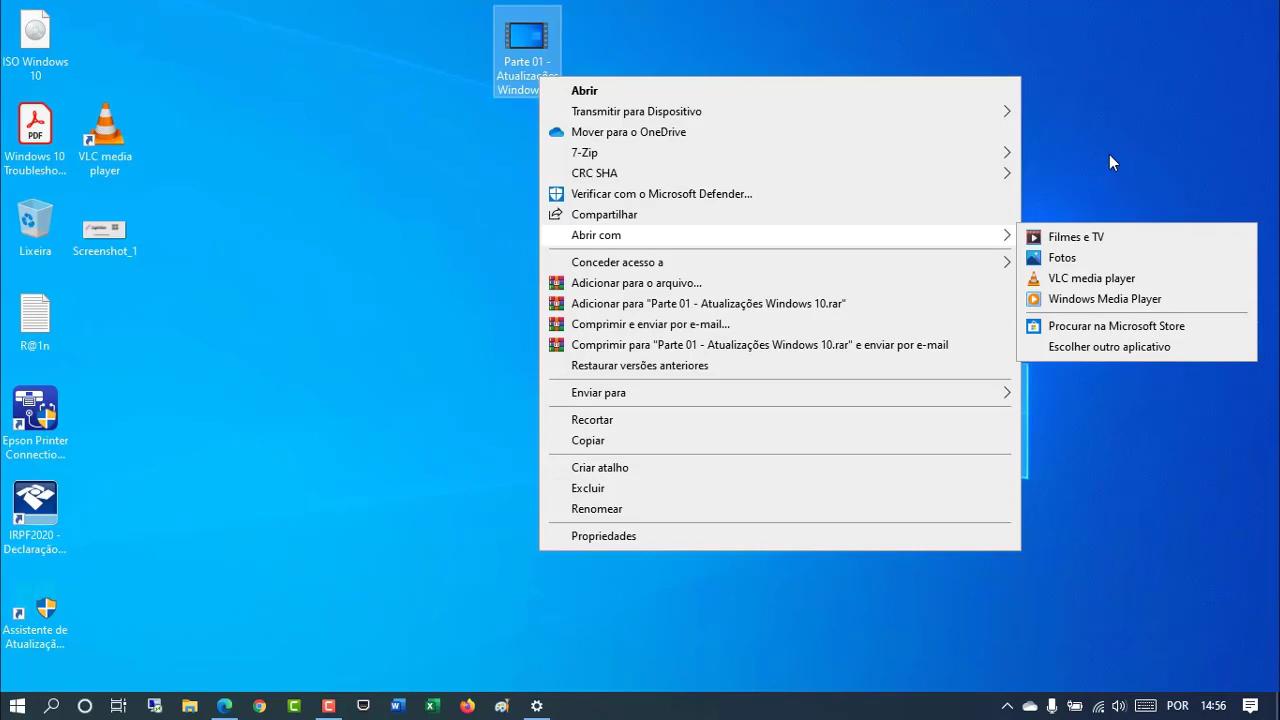 ISO Windows
10
PDF
Windows 10
Troublesho...
VLC media
player
Lixeira
Screenshot_1
R@1n
Epson Printer
Connectio...
IRPF2020 -
Declaração...
Assistente de
Atualizaçã...
Parte 01 -
Atualizações
Window
Abrir
Transmitir para Dispositivo
Mover para o OneDrive
7-Zip
CRC SHA
Verificar com o Microsoft Defender...
Compartilhar
Abrir com
Conceder acesso a
Adicionar para o arquivo...
Adicionar para "Parte 01 - Atualizações Windows 10.rar"
Comprimir e enviar por e-mail...
Comprimir para "Parte 01 - Atualizações Windows 10.rar" e enviar por e-mail
Restaurar versões anteriores
Enviar para
Recortar
Copiar
Criar atalho
Excluir
Renomear
Propriedades
Filmes e TV
Fotos
VLC media player
Windows Media Player
Procurar na Microsoft Store
Escolher outro aplicativo
POR
14:56